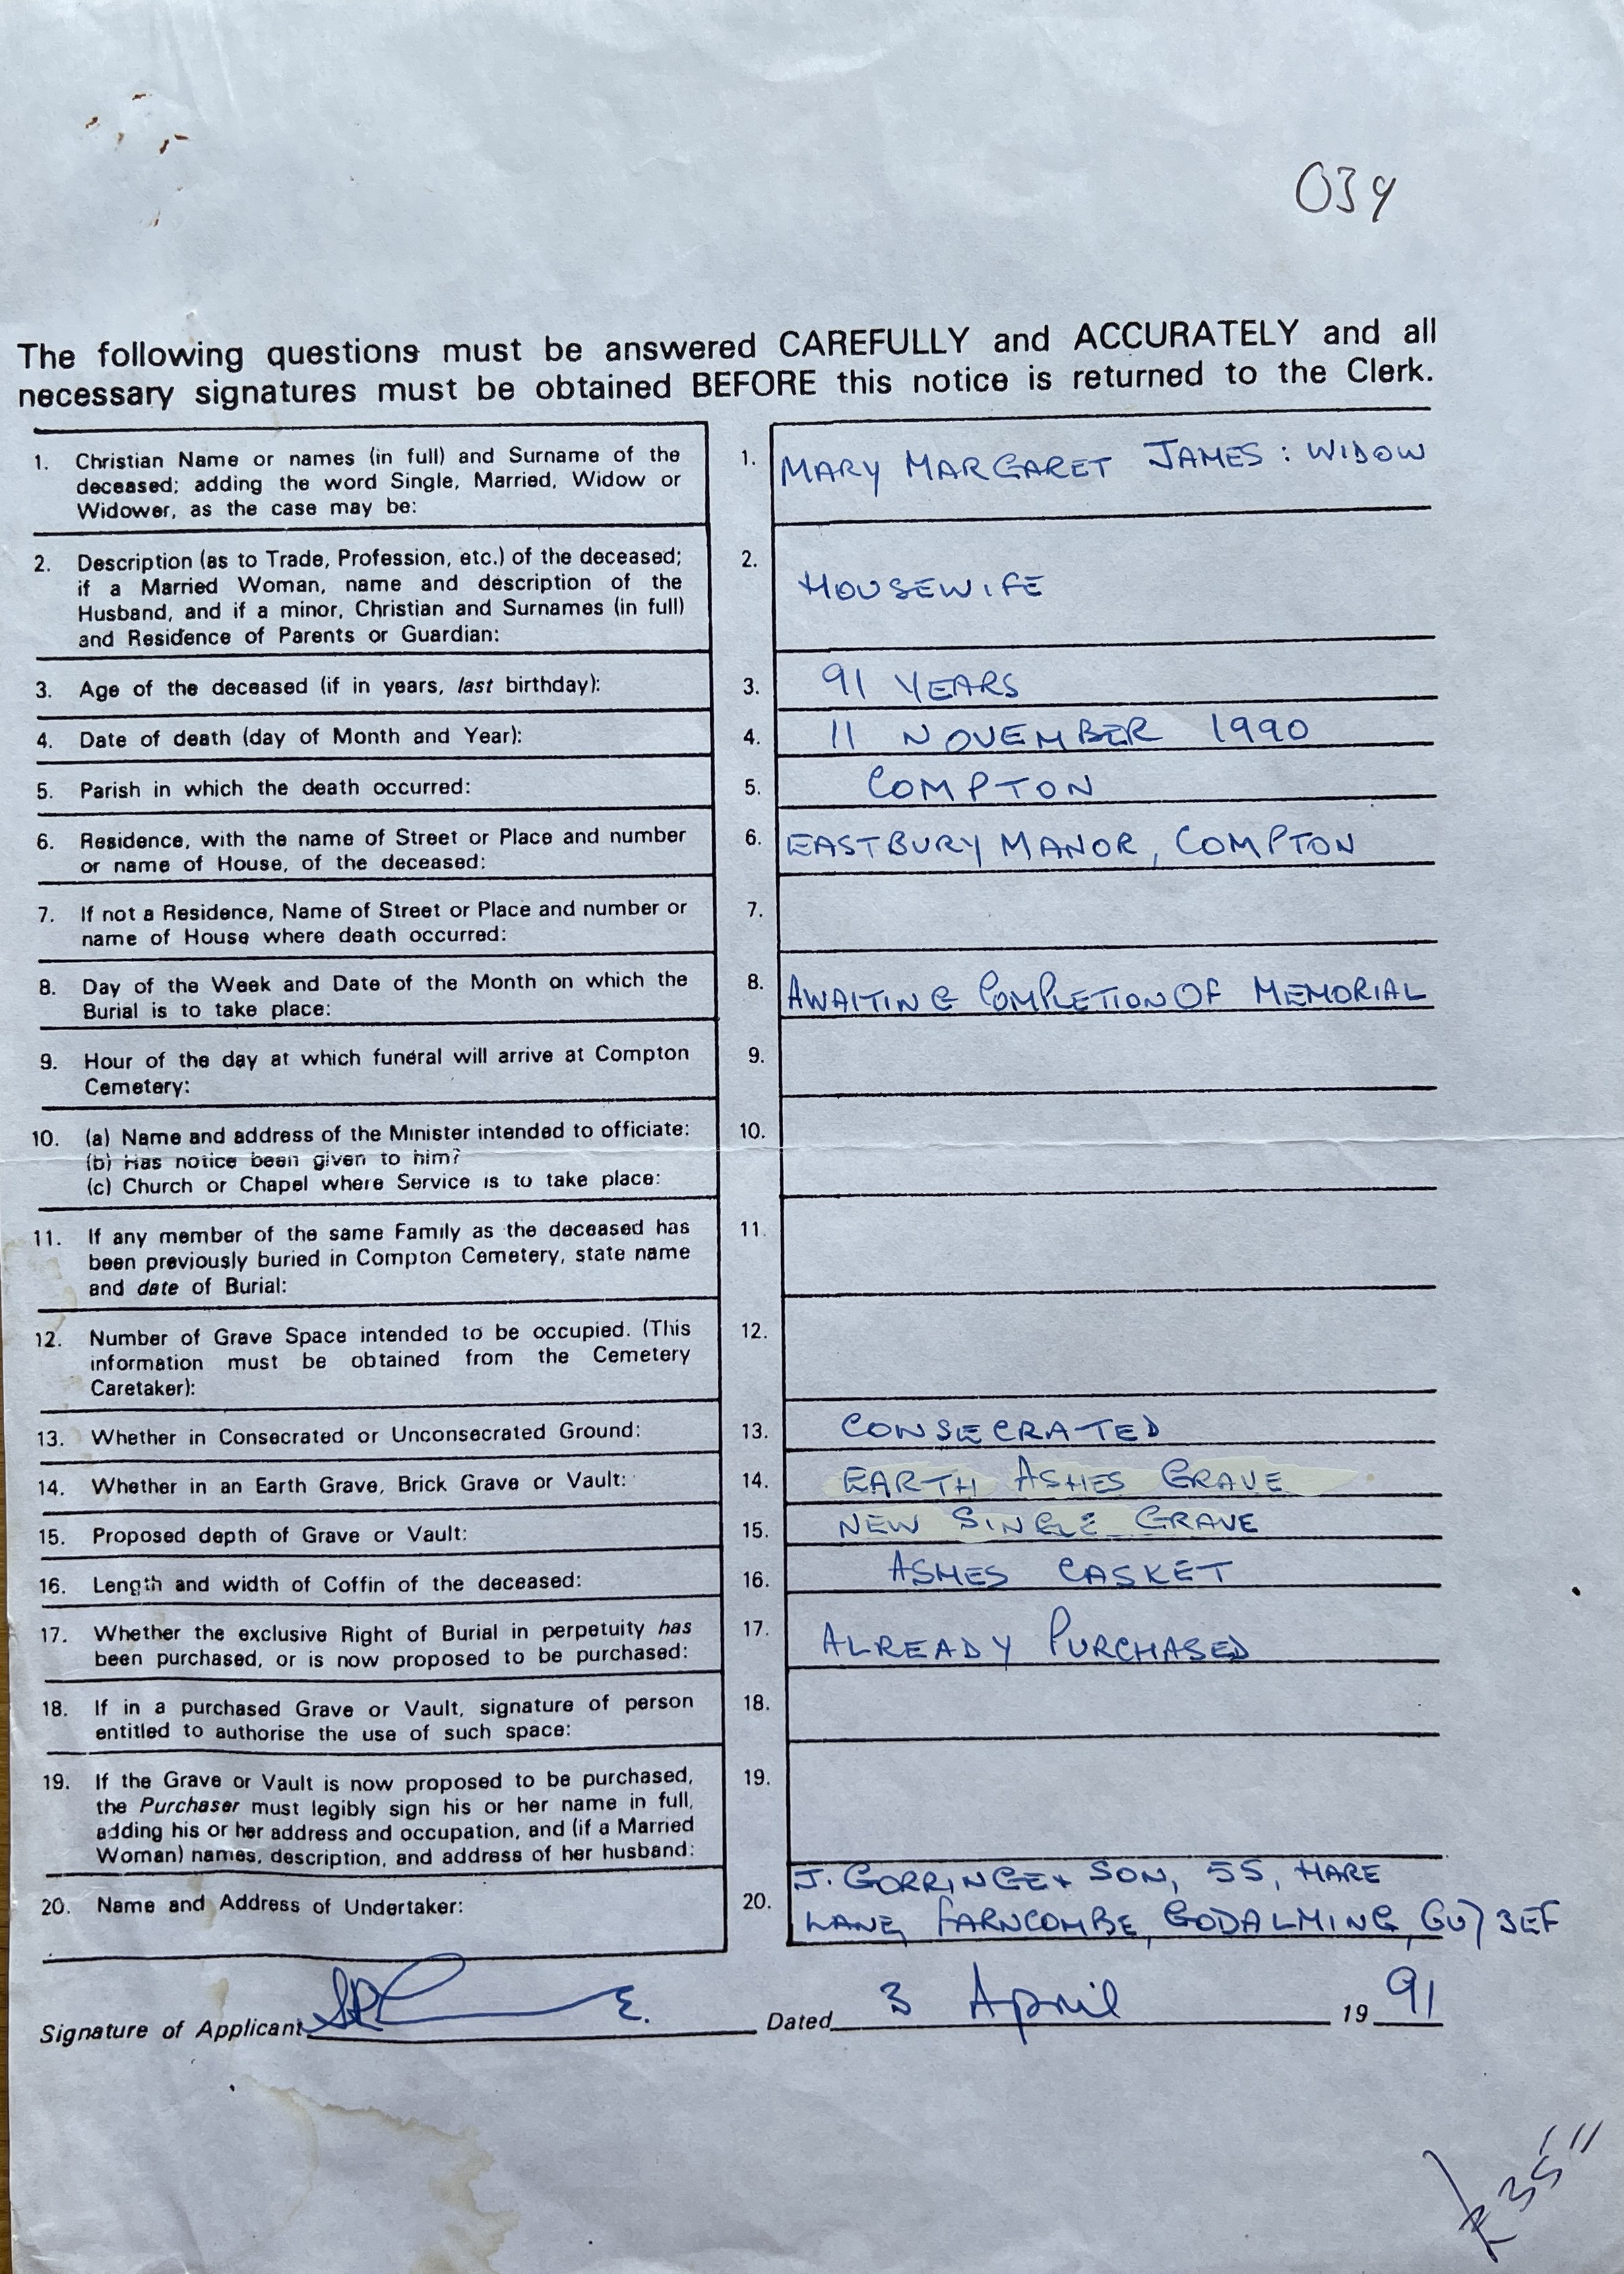 034
The following questions must be answered CAREFULLY and ACCURATELY and all
necessary signatures must be obtained BEFORE this notice is returned to the Clerk.
1. Christian Name or names (in full) and Surname of the
deceased; adding the word Single, Married, Widow or
Widower, as the case may be:
1. MARY MARGARET JAMES : WIDOW
2. Description (as to Trade, Profession, etc.) of the deceased;
if a Married Woman, name and description of the
Husband, and if a minor, Christian and Surnames (in full)
and Residence of Parents or Guardian:
2. HOUSEWIFE
3. Age of the deceased (if in years, last birthday):
3. 91 YEARS
4. Date of death (day of Month and Year):
4. 11 NOVEMBER 1990
5. Parish in which the death occurred:
5. COMPTON
6. Residence, with the name of Street or Place and number
or name of House, of the deceased:
6. EASTBURY MANOR, COMPTON
7. If not a Residence, Name of Street or Place and number or
name of House where death occurred:
7.
8. Day of the Week and Date of the Month on which the
Burial is to take place:
8. AWAITING COMPLETION OF MEMORIAL
9. Hour of the day at which funeral will arrive at Compton
Cemetery:
9.
10. (a) Name and address of the Minister intended to officiate:
(b) Has notice been given to him?
(c) Church or Chapel where Service is to take place:
10.
11. If any member of the same Family as the deceased has
been previously buried in Compton Cemetery, state name
and date of Burial:
11.
12. Number of Grave Space intended to be occupied. (This
information must be obtained from the Cemetery
Caretaker):
12.
13. Whether in Consecrated or Unconsecrated Ground:
13. CONSECRATED
14. Whether in an Earth Grave, Brick Grave or Vault:
14. EARTH ASHES GRAVE
15. Proposed depth of Grave or Vault:
15. NEW SINGLE GRAVE
16. Length and width of Coffin of the deceased:
16. ASHES CASKET
17. Whether the exclusive Right of Burial in perpetuity has
been purchased, or is now proposed to be purchased:
17. ALREADY PURCHASED
18. If in a purchased Grave or Vault, signature of person
entitled to authorise the use of such space:
18.
19. If the Grave or Vault is now proposed to be purchased,
the Purchaser must legibly sign his or her name in full,
adding his or her address and occupation, and (if a Married
Woman) names, description, and address of her husband:
19.
20. Name and Address of Undertaker:
20. J. GORRINGE + SON, 55, HARE
LANE, FARNCOMBE, GODALMING, GU7 3EF
Signature of Applicant
Dated 3 April 19 91